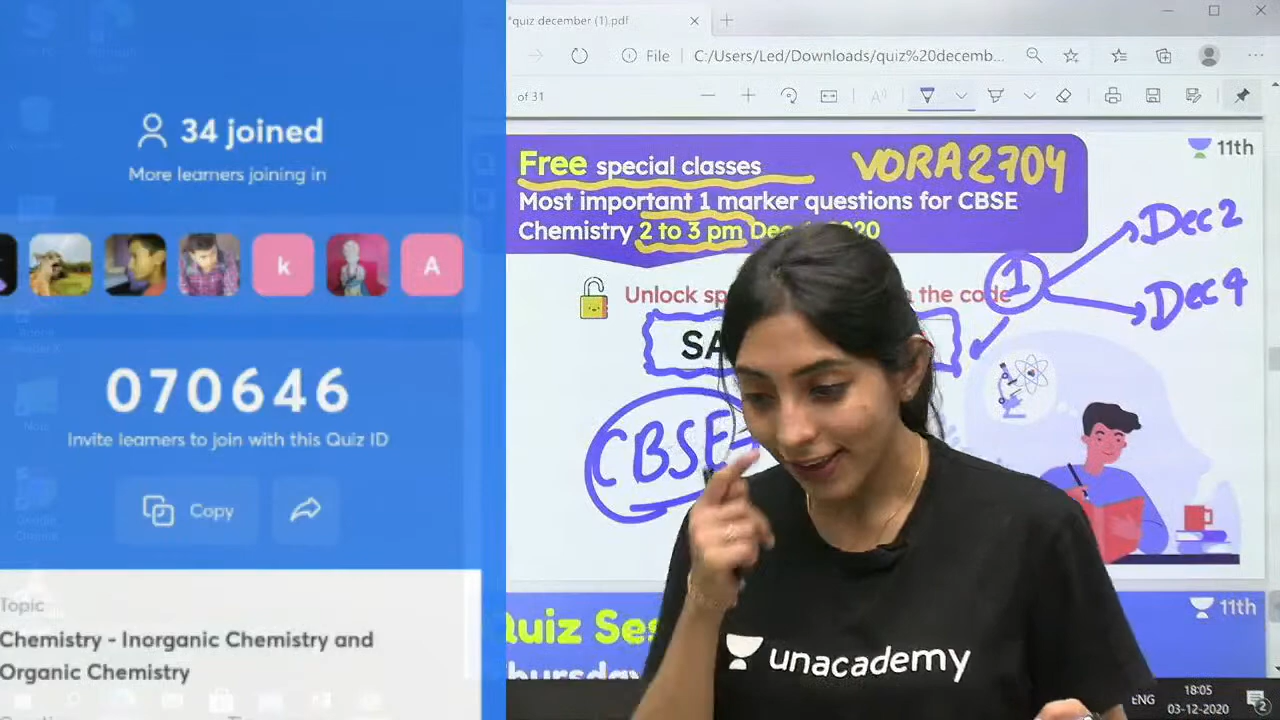 34 joined
More learners joining in
k
A
070646
Invite learners to join with this Quiz ID
Copy
Topic
Chemistry - Inorganic Chemistry and
Organic Chemistry
*quiz december (1).pdf
File
C:/Users/Led/Downloads/quiz%20decemb...
of 31
Free special classes
VORA2704
11th
Most important 1 marker questions for CBSE
Chemistry 2 to 3 pm
Dec 2
1
Dec 4
Unlock
the code
SA
CBSE
11th
Quiz
unacademy
ENG
18:05
03-12-2020
2